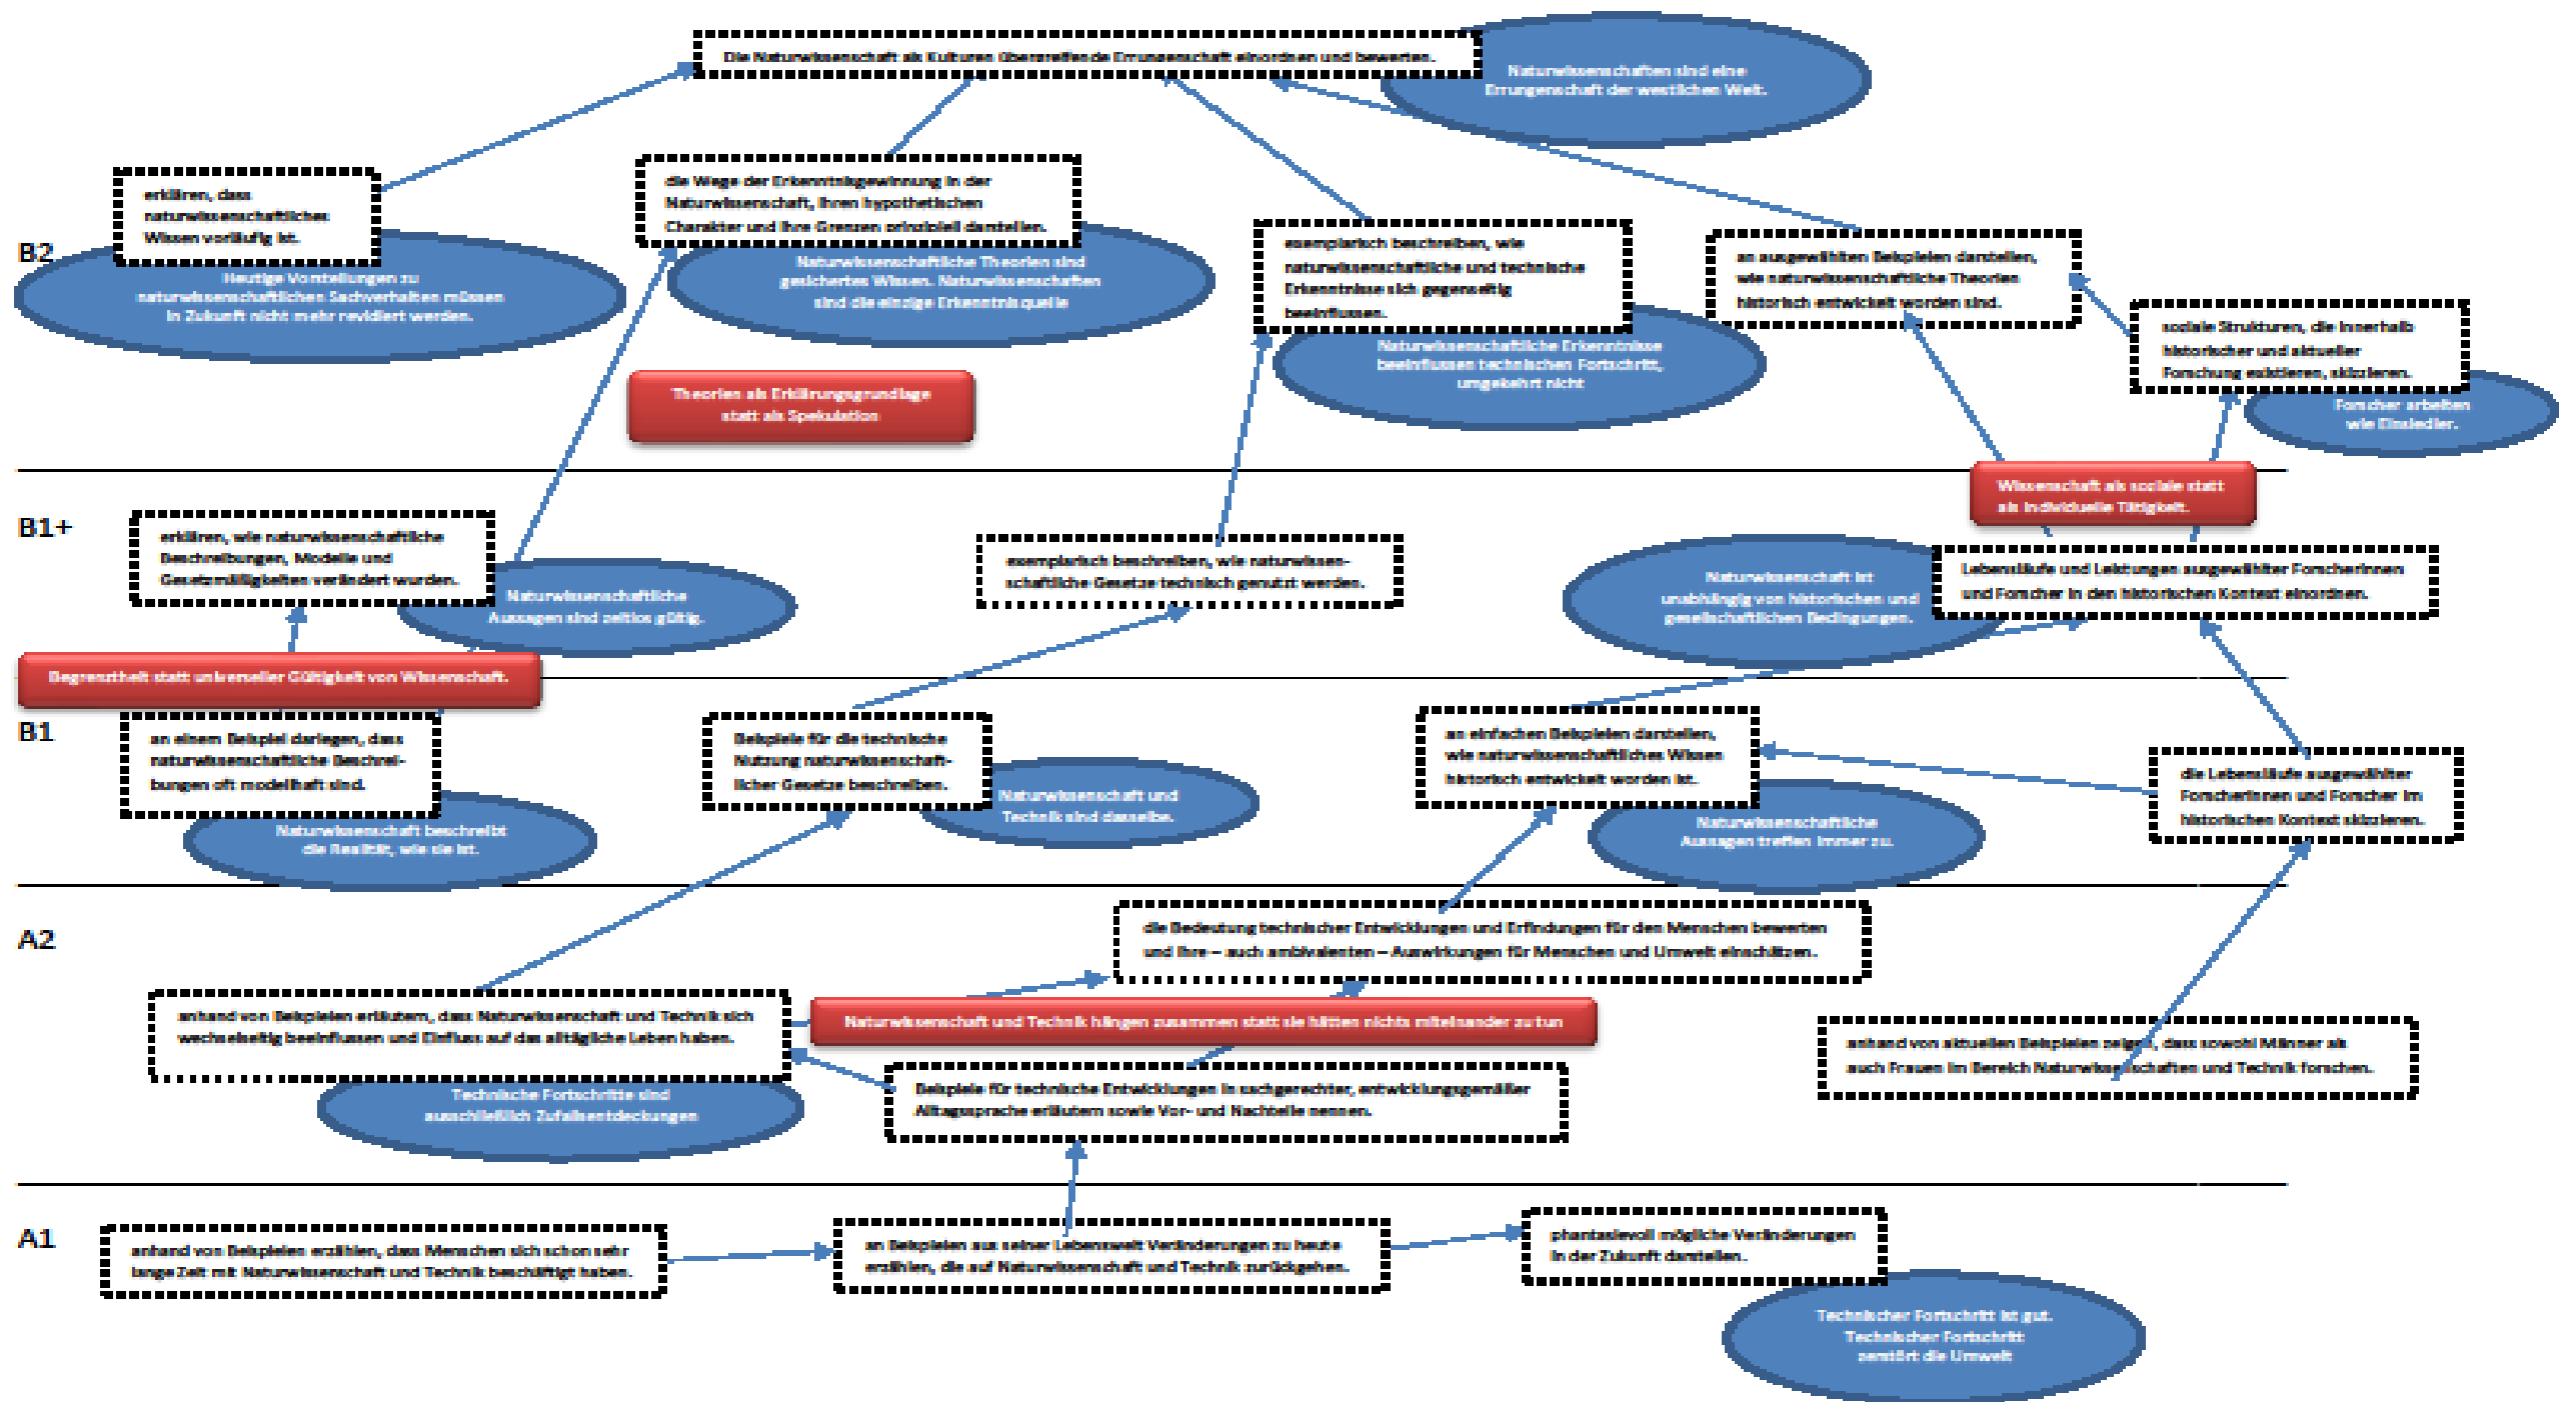 Die Naturwissenschaft als Kulturen übergreifende Errungenschaft einordnen und bewerten.
Naturwissenschaften sind eine
Errungenschaft der westlichen Welt.
B2
erklären, dass
naturwissenschaftliches
Wissen vorläufig ist.
Heutige Vorstellungen zu
naturwissenschaftlichen Sachverhalten müssen
in Zukunft nicht mehr revidiert werden.
die Wege der Erkenntnisgewinnung in der
Naturwissenschaft, ihren hypothetischen
Charakter und ihre Grenzen prinzipiell darstellen.
Naturwissenschaftliche Theorien sind
gesichertes Wissen. Naturwissenschaften
sind die einzige Erkenntnisquelle
exemplarisch beschreiben, wie
naturwissenschaftliche und technische
Erkenntnisse sich gegenseitig
beeinflussen.
Naturwissenschaftliche Erkenntnisse
beeinflussen technischen Fortschritt,
umgekehrt nicht
an ausgewählten Beispielen darstellen,
wie naturwissenschaftliche Theorien
historisch entwickelt worden sind.
soziale Strukturen, die innerhalb
historischer und aktueller
Forschung existieren, skizzieren.
Forscher arbeiten
wie Einsiedler.
Theorien als Erklärungsgrundlage
statt als Spekulation
Wissenschaft als soziale statt
als individuelle Tätigkeit.
B1+
erklären, wie naturwissenschaftliche
Beschreibungen, Modelle und
Gesetzmäßigkeiten verändert wurden.
Naturwissenschaftliche
Aussagen sind zeitlos gültig.
exemplarisch beschreiben, wie naturwissen-
schaftliche Gesetze technisch genutzt werden.
Naturwissenschaft ist
unabhängig von historischen und
gesellschaftlichen Bedingungen.
Lebensläufe und Leistungen ausgewählter Forscherinnen
und Forscher in den historischen Kontext einordnen.
Begrenztheit statt universeller Gültigkeit von Wissenschaft.
B1
an einem Beispiel darlegen, dass
naturwissenschaftliche Beschrei-
bungen oft modellhaft sind.
Naturwissenschaft beschreibt
die Realität, wie sie ist.
Beispiele für die technische
Nutzung naturwissenschaft-
licher Gesetze beschreiben.
Naturwissenschaft und
Technik sind dasselbe.
an einfachen Beispielen darstellen,
wie naturwissenschaftliches Wissen
historisch entwickelt worden ist.
Naturwissenschaftliche
Aussagen treffen immer zu.
die Lebensläufe ausgewählter
Forscherinnen und Forscher im
historischen Kontext skizzieren.
A2
die Bedeutung technischer Entwicklungen und Erfindungen für den Menschen bewerten
und ihre – auch ambivalenten – Auswirkungen für Menschen und Umwelt einschätzen.
anhand von Beispielen erläutern, dass Naturwissenschaft und Technik sich
wechselseitig beeinflussen und Einfluss auf das alltägliche Leben haben.
Naturwissenschaft und Technik hängen zusammen statt sie hätten nichts miteinander zu tun
Technische Fortschritte sind
ausschließlich Zufallsentdeckungen
Beispiele für technische Entwicklungen in sachgerechter, entwicklungsgemäßer
Alltagssprache erläutern sowie Vor- und Nachteile nennen.
anhand von aktuellen Beispielen zeigen, dass sowohl Männer als
auch Frauen im Bereich Naturwissenschaften und Technik forschen.
A1
anhand von Beispielen erzählen, dass Menschen sich schon sehr
lange Zeit mit Naturwissenschaft und Technik beschäftigt haben.
an Beispielen aus seiner Lebenswelt Veränderungen zu heute
erzählen, die auf Naturwissenschaft und Technik zurückgehen.
phantasievoll mögliche Veränderungen
in der Zukunft darstellen.
Technischer Fortschritt ist gut.
Technischer Fortschritt
zerstört die Umwelt